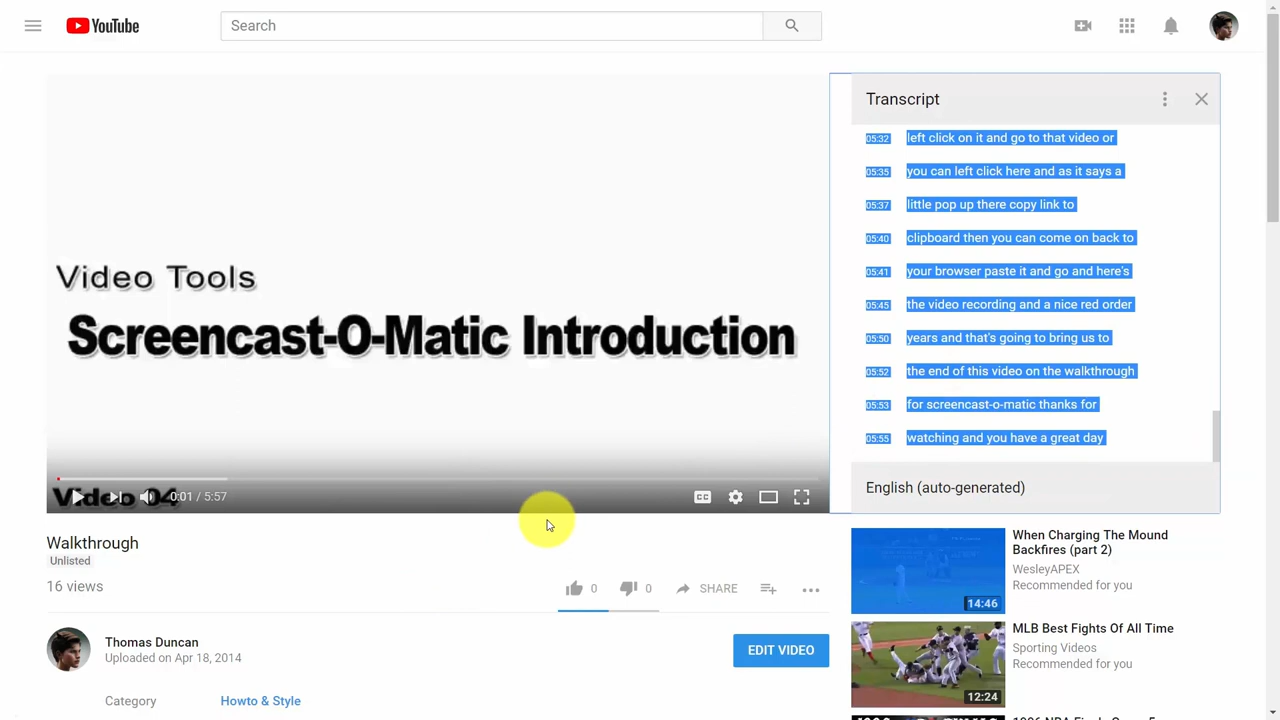 YouTube
Search
Video Tools
Screencast-O-Matic Introduction
Video 04
0:01 / 5:57
CC
Transcript
05:32 left click on it and go to that video or
05:35 you can left click here and as it says a
05:37 little pop up there copy link to
05:40 clipboard then you can come on back to
05:41 your browser paste it and go and here's
05:45 the video recording and a nice red order
05:50 years and that's going to bring us to
05:52 the end of this video on the walkthrough
05:53 for screencast-o-matic thanks for
05:55 watching and you have a great day
English (auto-generated)
Walkthrough
Unlisted
16 views
0
0
SHARE
Thomas Duncan
Uploaded on Apr 18, 2014
EDIT VIDEO
Category
Howto & Style
When Charging The Mound
Backfires (part 2)
WesleyAPEX
Recommended for you
14:46
MLB Best Fights Of All Time
Sporting Videos
Recommended for you
12:24